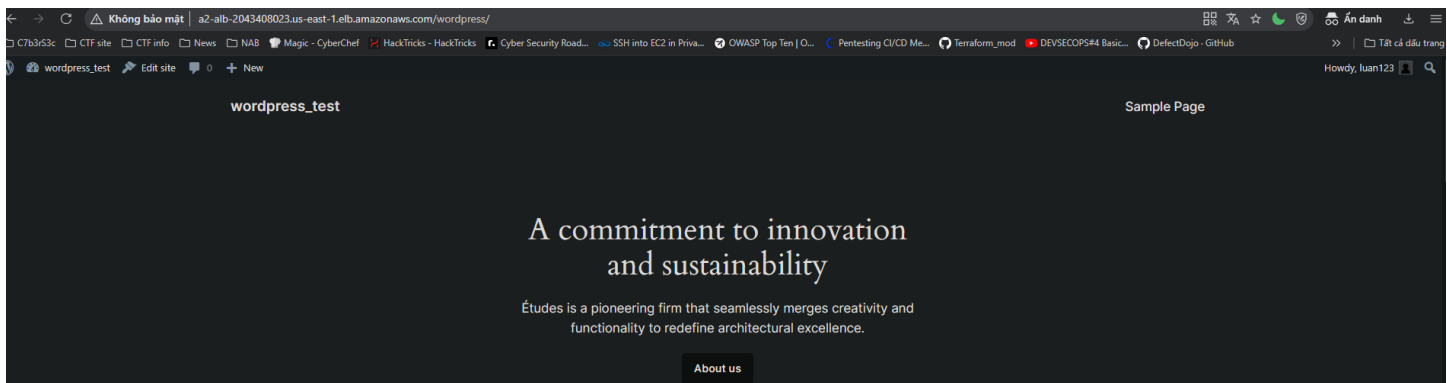 Không bảo mật a2-alb-2043408023.us-east-1.elb.amazonaws.com/wordpress/ Ẩn danh
C7b3rS3c CTF site CTF info News NAB Magic - CyberChef HackTricks - HackTricks Cyber Security Road... SSH into EC2 in Priva... OWASP Top Ten | O... Pentesting CI/CD Me... Terraform_mod DEVSECOPS#4 Basic... DefectDojo · GitHub » Tất cả dấu trang
wordpress_test Edit site 0 + New Howdy, luan123
wordpress_test Sample Page
A commitment to innovation
and sustainability
Études is a pioneering firm that seamlessly merges creativity and
functionality to redefine architectural excellence.
About us